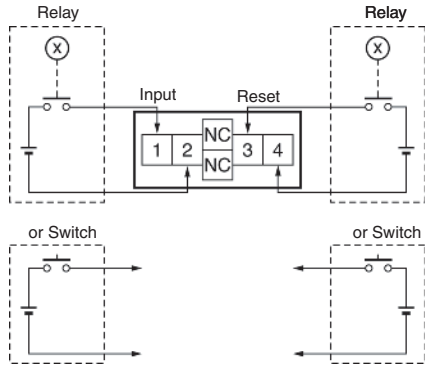 Relay Relay
X X
Input Reset
NC
1 2 3 4
NC
or Switch or Switch